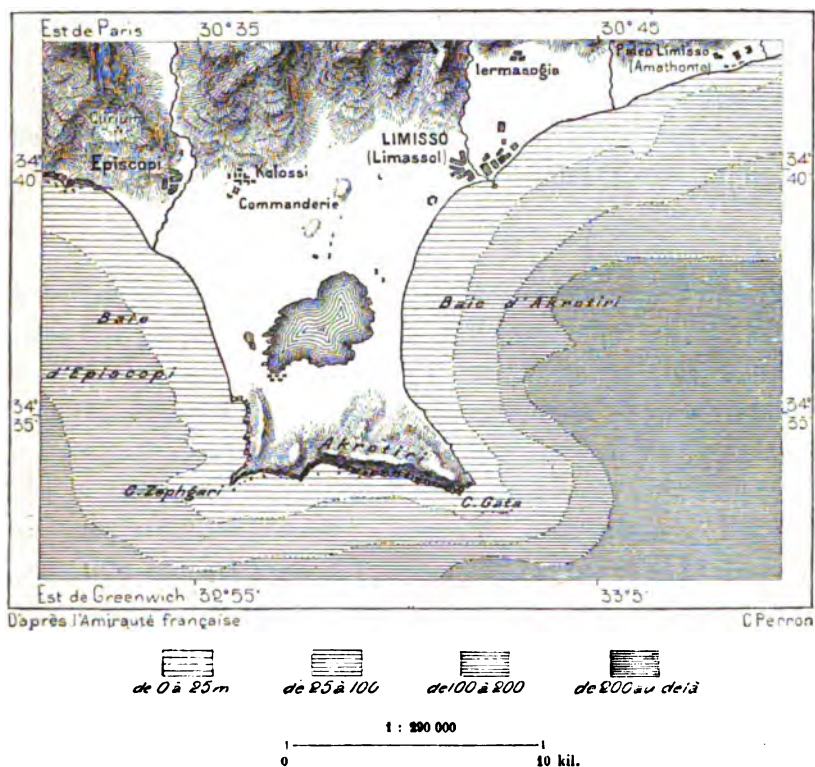 Est de Paris 30°35 30°45
Paleo Limisso
(Amathonte)
Iermasogia
Curium
LIMISSO
(Limassol)
34°
40
Episcopi
Kolossi
34°
40
Commanderie
Baie d'Akrotiri
Baie
d'Episcopi
34°
35
34°
35
Akrotiri
C. Zephgari
C. Gata
Est de Greenwich 32°55' 33°5'
D'après l'Amirauté française C Perron
de 0 à 25 m de 25 à 100 de 100 à 200 de 200 au delà
1 : 290 000
0 10 kil.